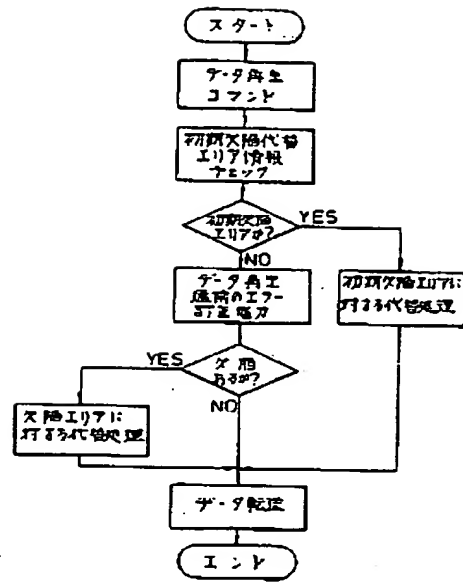 スタート
データ再生
コマンド
初期欠陥代替
エリア情報
チェック
初期欠陥
エリアか?
YES
NO
データ再生
通常のエラー
訂正能力
初期欠陥エリアに
対する代替処理
YES
欠陥
あるか?
NO
欠陥エリアに
対する代替処理
データ転送
エンド